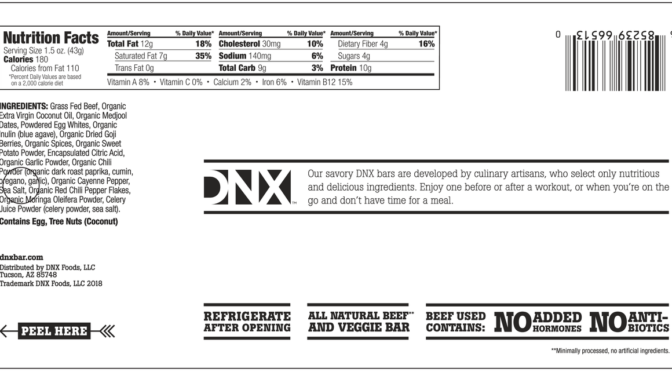 Nutrition Facts
Serving Size 1.5 oz. (43g)
Calories 180
Calories from Fat 110
*Percent Daily Values are based
on a 2,000 calorie diet
Amount/Serving % Daily Value* Amount/Serving % Daily Value* Amount/Serving % Daily Value*
Total Fat 12g 18% Cholesterol 30mg 10% Dietary Fiber 4g 16%
Saturated Fat 7g 35% Sodium 140mg 6% Sugars 4g
Trans Fat 0g Total Carb 9g 3% Protein 10g
Vitamin A 8% • Vitamin C 0% • Calcium 2% • Iron 6% • Vitamin B12 15%
INGREDIENTS: Grass Fed Beef, Organic
Extra Virgin Coconut Oil, Organic Medjool
Dates, Powdered Egg Whites, Organic
Inulin (blue agave), Organic Dried Goji
Berries, Organic Spices, Organic Sweet
Potato Powder, Encapsulated Citric Acid,
Organic Garlic Powder, Organic Chili
Powder (organic dark roast paprika, cumin,
oregano, garlic), Organic Cayenne Pepper,
Sea Salt, Organic Red Chili Pepper Flakes,
Organic Moringa Oleifera Powder, Celery
Juice Powder (celery powder, sea salt).
Contains Egg, Tree Nuts (Coconut)
dnxbar.com
Distributed by DNX Foods, LLC
Tucson, AZ 85748
Trademark DNX Foods, LLC 2018
PEEL HERE
0 85239 66513
DNX™
Our savory DNX bars are developed by culinary artisans, who select only nutritious
and delicious ingredients. Enjoy one before or after a workout, or when you're on the
go and don't have time for a meal.
REFRIGERATE
AFTER OPENING
ALL NATURAL BEEF**
AND VEGGIE BAR
BEEF USED
CONTAINS:
NO ADDED
HORMONES
NO ANTI-
BIOTICS
**Minimally processed, no artificial ingredients.